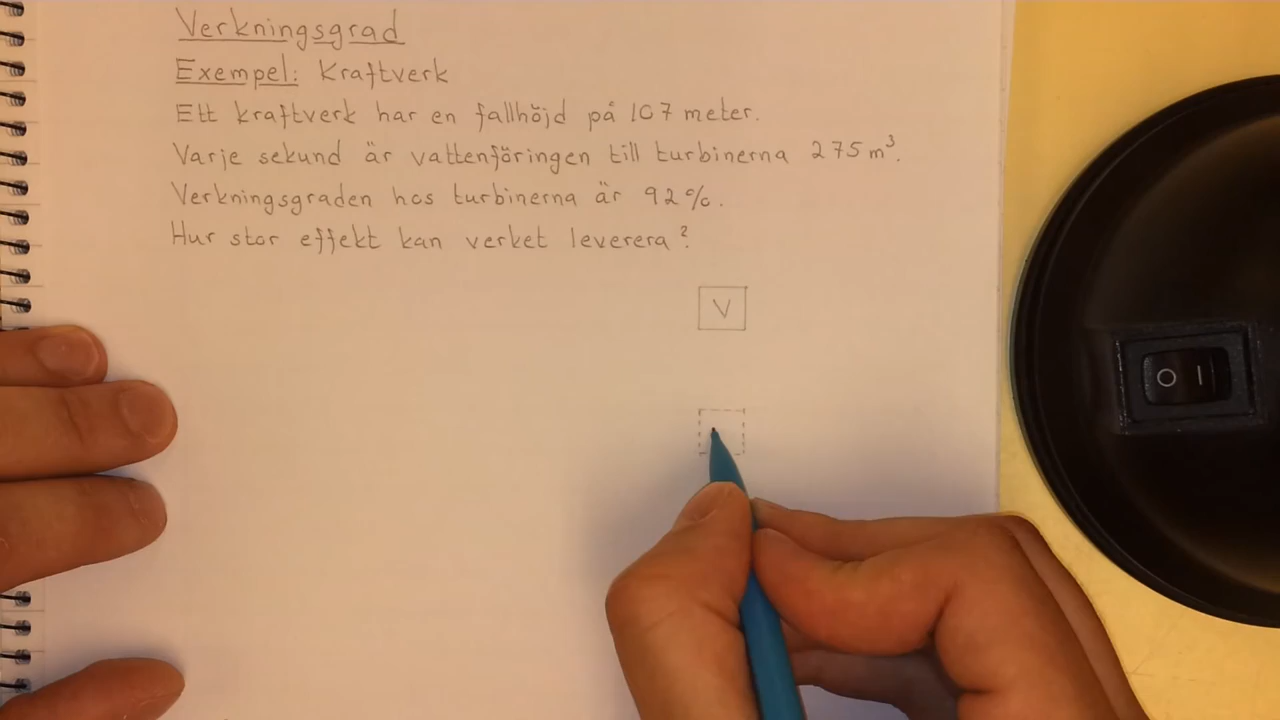 Verkningsgrad
Exempel: Kraftverk
Ett kraftverk har en fallhöjd på 107 meter.
Varje sekund är vattenföringen till turbinerna 275 m³.
Verkningsgraden hos turbinerna är 92%.
Hur stor effekt kan verket leverera?
V
O I